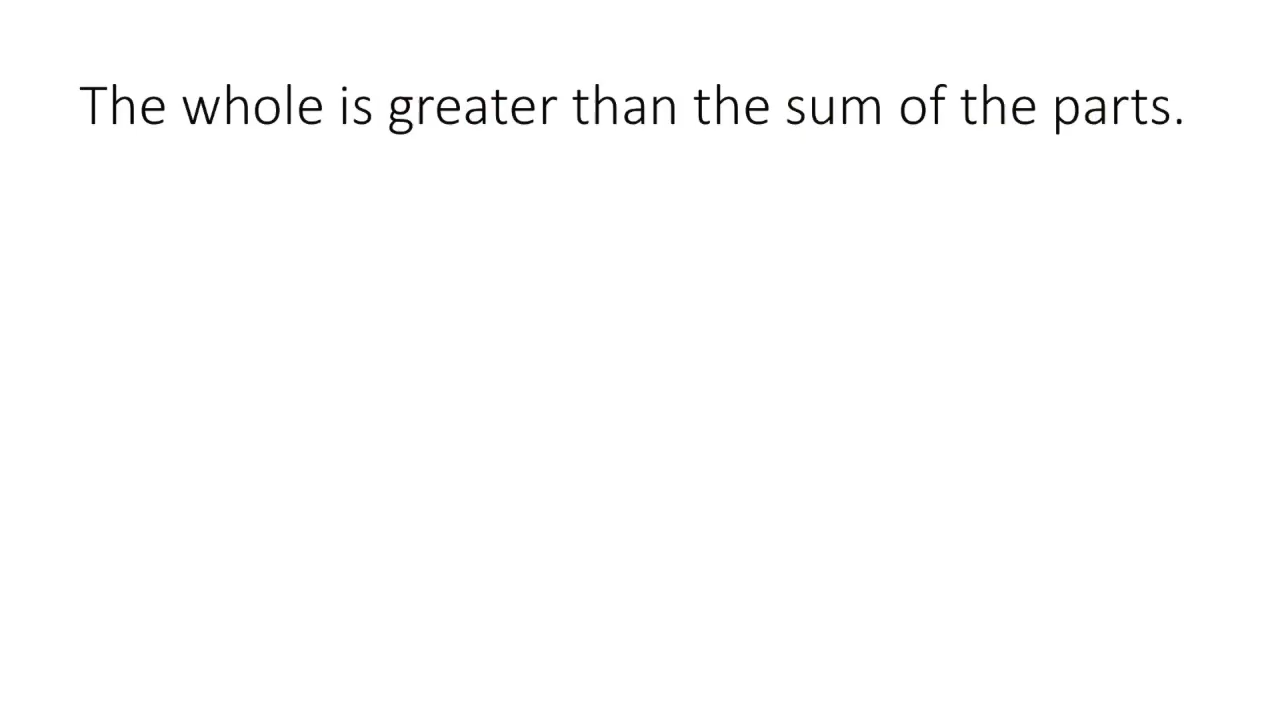 The whole is greater than the sum of the parts.